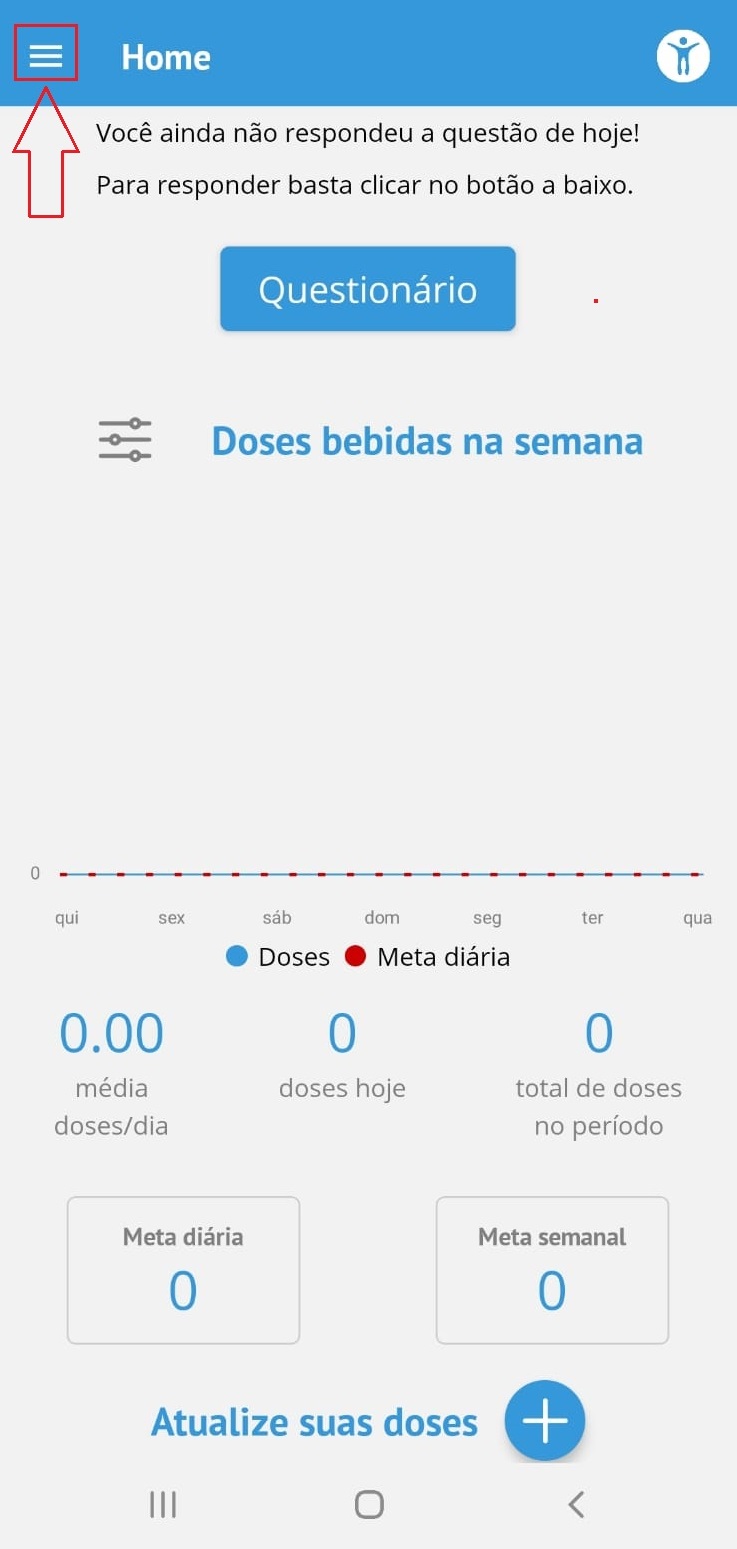 Home
Você ainda não respondeu a questão de hoje!
Para responder basta clicar no botão a baixo.
Questionário
Doses bebidas na semana
0
qui sex sáb dom seg ter qua
Doses Meta diária
0.00 0 0
média doses hoje total de doses
doses/dia no período
Meta diária Meta semanal
0 0
Atualize suas doses